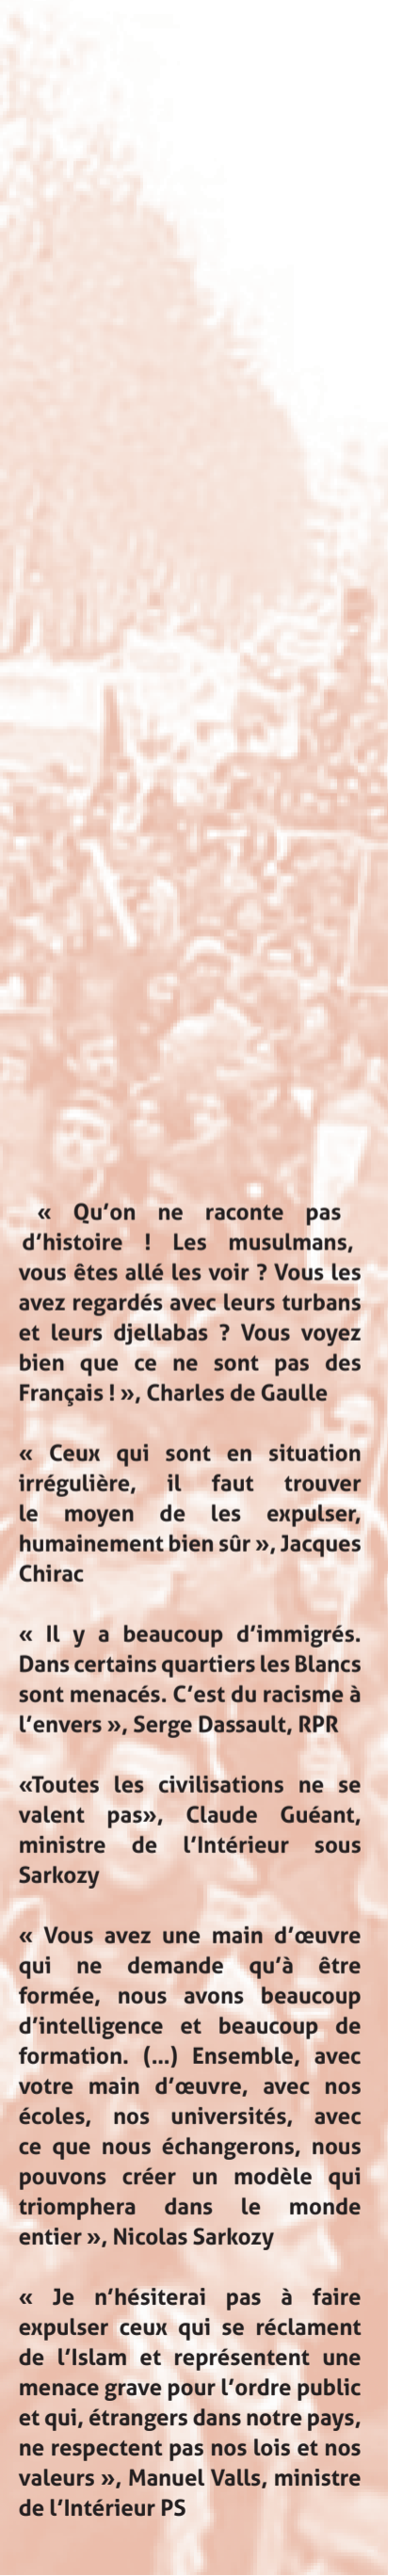 « Qu’on ne raconte pas
d’histoire ! Les musulmans,
vous êtes allé les voir ? Vous les
avez regardés avec leurs turbans
et leurs djellabas ? Vous voyez
bien que ce ne sont pas des
Français ! », Charles de Gaulle
« Ceux qui sont en situation
irrégulière, il faut trouver
le moyen de les expulser,
humainement bien sûr », Jacques
Chirac
« Il y a beaucoup d’immigrés.
Dans certains quartiers les Blancs
sont menacés. C’est du racisme à
l’envers », Serge Dassault, RPR
«Toutes les civilisations ne se
valent pas», Claude Guéant,
ministre de l’Intérieur sous
Sarkozy
« Vous avez une main d’œuvre
qui ne demande qu’à être
formée, nous avons beaucoup
d’intelligence et beaucoup de
formation. (...) Ensemble, avec
votre main d’œuvre, avec nos
écoles, nos universités, avec
ce que nous échangerons, nous
pouvons créer un modèle qui
triomphera dans le monde
entier », Nicolas Sarkozy
« Je n’hésiterai pas à faire
expulser ceux qui se réclament
de l’Islam et représentent une
menace grave pour l’ordre public
et qui, étrangers dans notre pays,
ne respectent pas nos lois et nos
valeurs », Manuel Valls, ministre
de l’Intérieur PS